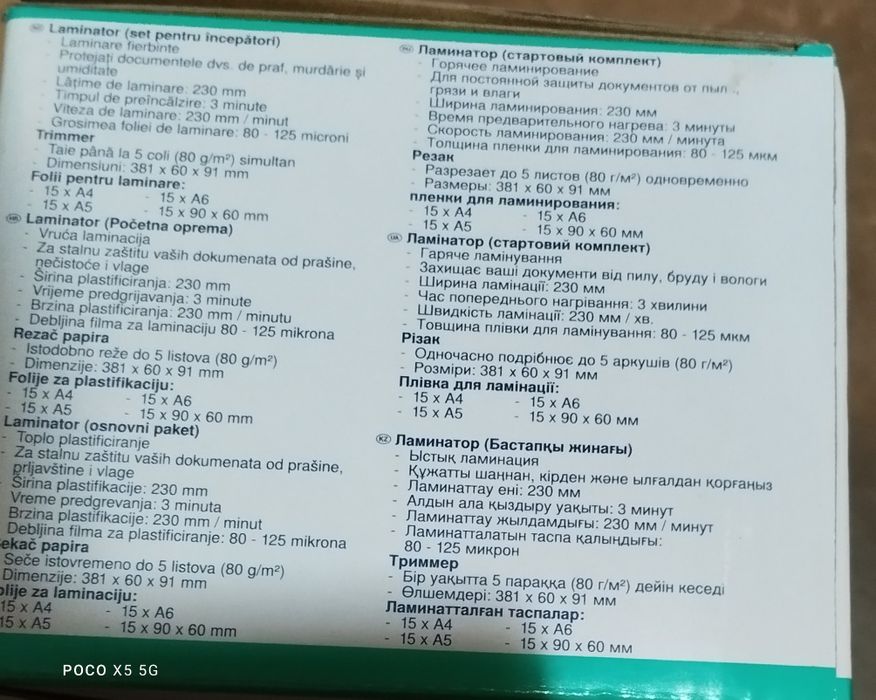 Laminator (set pentru începători)
- Laminare fierbinte
- Protejați documentele dvs. de praf, murdărie și
umiditate
- Lățime de laminare: 230 mm
- Timpul de preîncălzire: 3 minute
- Viteza de laminare: 230 mm / minut
- Grosimea foliei de laminare: 80 - 125 microni
Trimmer
- Taie până la 5 coli (80 g/m²) simultan
- Dimensiuni: 381 x 60 x 91 mm
Folii pentru laminare:
- 15 x A4 - 15 x A6
- 15 x A5 - 15 x 90 x 60 mm
HR Laminator (Početna oprema)
- Vruća laminacija
- Za stalnu zaštitu vaših dokumenata od prašine,
nečistoće i vlage
- Širina plastificiranja: 230 mm
- Vrijeme predgrijavanja: 3 minute
- Brzina plastificiranja: 230 mm / minutu
- Debljina filma za laminaciju 80 - 125 mikrona
Rezač papira
- Istodobno reže do 5 listova (80 g/m²)
- Dimenzije: 381 x 60 x 91 mm
Folije za plastifikaciju:
- 15 x A4 - 15 x A6
- 15 x A5 - 15 x 90 x 60 mm
Laminator (osnovni paket)
- Toplo plastificiranje
- Za stalnu zaštitu vaših dokumenata od prašine,
prljavštine i vlage
- Širina plastifikacije: 230 mm
- Vreme predgrevanja: 3 minuta
- Brzina plastifikacije: 230 mm / minut
- Debljina filma za plastificiranje: 80 - 125 mikrona
ekač papira
Seče istovremeno do 5 listova (80 g/m²)
Dimenzije: 381 x 60 x 91 mm
olije za laminaciju:
15 x A4 - 15 x A6
15 x A5 - 15 x 90 x 60 mm
RU Ламинатор (стартовый комплект)
- Горячее ламинирование
- Для постоянной защиты документов от пыл
грязи и влаги
- Ширина ламинирования: 230 мм
- Время предварительного нагрева: 3 минуты
- Скорость ламинирования: 230 мм / минута
- Толщина пленки для ламинирования: 80 - 125 мкм
Резак
- Разрезает до 5 листов (80 г/м²) одновременно
- Размеры: 381 x 60 x 91 мм
пленки для ламинирования:
- 15 x A4 - 15 x A6
- 15 x A5 - 15 x 90 x 60 мм
UA Ламінатор (стартовий комплект)
- Гаряче ламінування
- Захищає ваші документи від пилу, бруду і вологи
- Ширина ламінації: 230 мм
- Час попереднього нагрівання: 3 хвилини
- Швидкість ламінації: 230 мм / хв.
- Товщина плівки для ламінування: 80 - 125 мкм
Різак
- Одночасно подрібнює до 5 аркушів (80 г/м²)
- Розміри: 381 x 60 x 91 мм
Плівка для ламінації:
- 15 x A4 - 15 x A6
- 15 x A5 - 15 x 90 x 60 мм
KZ Ламинатор (Бастапқы жинағы)
- Ыстық ламинация
- Құжатты шаңнан, кірден және ылғалдан қорғаңыз
- Ламинаттау ені: 230 мм
- Алдын ала қыздыру уақыты: 3 минут
- Ламинаттау жылдамдығы: 230 мм / минут
- Ламинатталатын таспа қалыңдығы:
80 - 125 микрон
Триммер
- Бір уақытта 5 параққа (80 г/м²) дейін кеседі
- Өлшемдері: 381 x 60 x 91 мм
Ламинатталған таспалар:
- 15 x A4 - 15 x A6
- 15 x A5 - 15 x 90 x 60 мм
POCO X5 5G